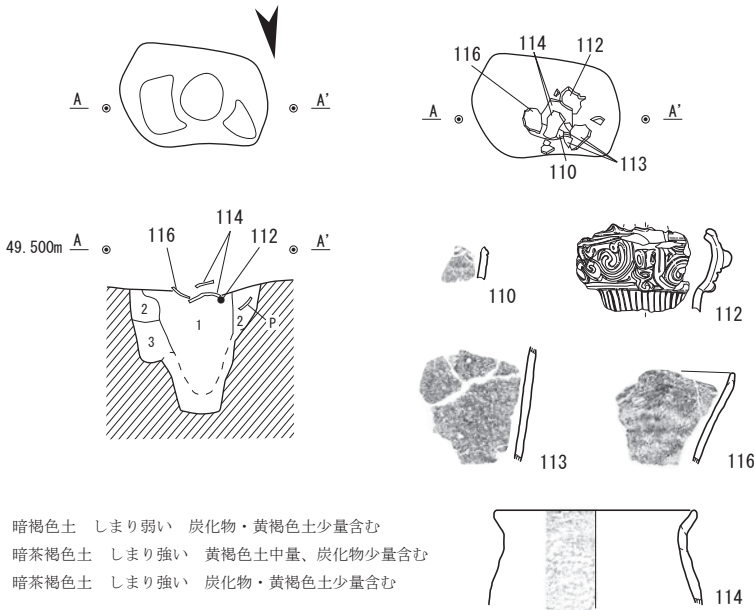 116 114 112
A A'
A A'
110 113
114
116 112
49.500m A A'
2 1 2 P
3
110 112
113 116
暗褐色土 しまり弱い 炭化物・黄褐色土少量含む
暗茶褐色土 しまり強い 黄褐色土中量、炭化物少量含む
暗茶褐色土 しまり強い 炭化物・黄褐色土少量含む
114